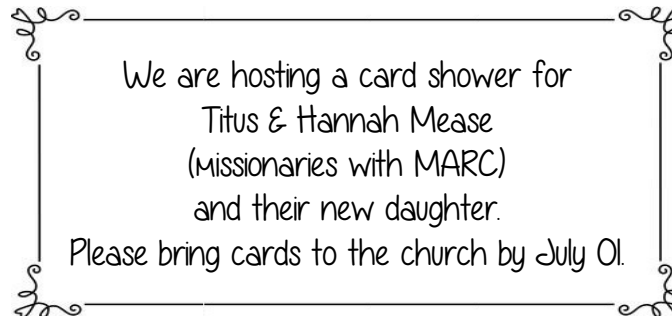 We are hosting a card shower for
Titus & Hannah Mease
(missionaries with MARC)
and their new daughter.
Please bring cards to the church by July 01.